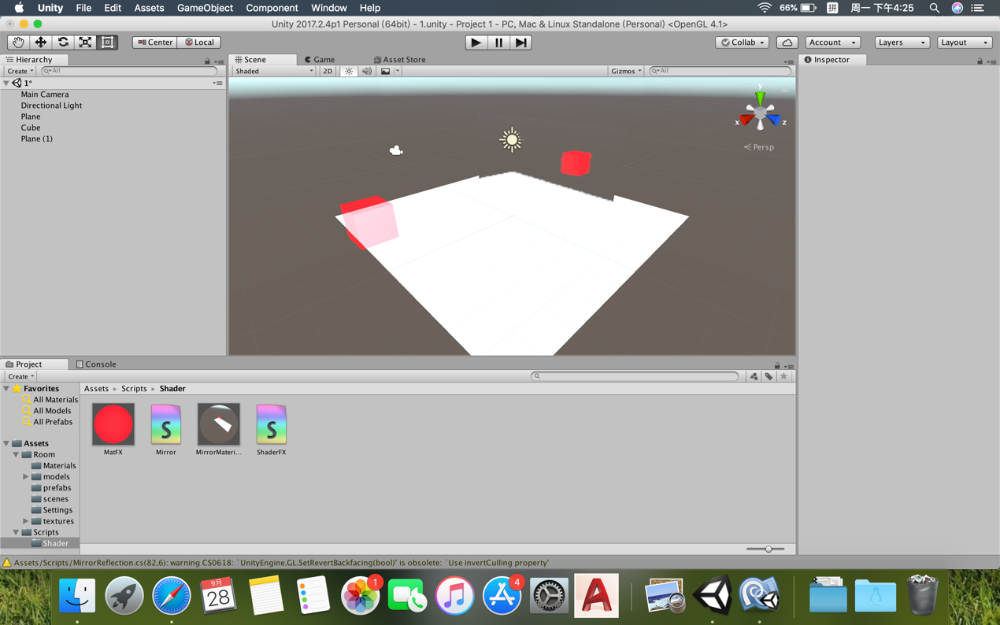 Unity File Edit Assets GameObject Component Window Help 66% 拼 周一 下午4:25
Unity 2017.2.4p1 Personal (64bit) - 1.unity - Project 1 - PC, Mac & Linux Standalone (Personal) <OpenGL 4.1>
Center Local Collab Account Layers Layout
Hierarchy Scene Game Asset Store Inspector
Create All Shaded 2D Gizmos All
1*
Main Camera
Directional Light
Plane
Cube
Plane (1)
y
x z
Persp
Project Console
Create
Favorites Assets Scripts Shader
All Materials
All Models
All Prefabs
Assets
Room
Materials
models
prefabs
scenes
Settings
textures
Scripts
Shader
S S
MatFX Mirror MirrorMateri... ShaderFX
Assets/Scripts/MirrorReflection.cs(82,6): warning CS0618: `UnityEngine.GL.SetRevertBackfacing(bool)' is obsolete: `Use invertCulling property'
9月
28
1
4